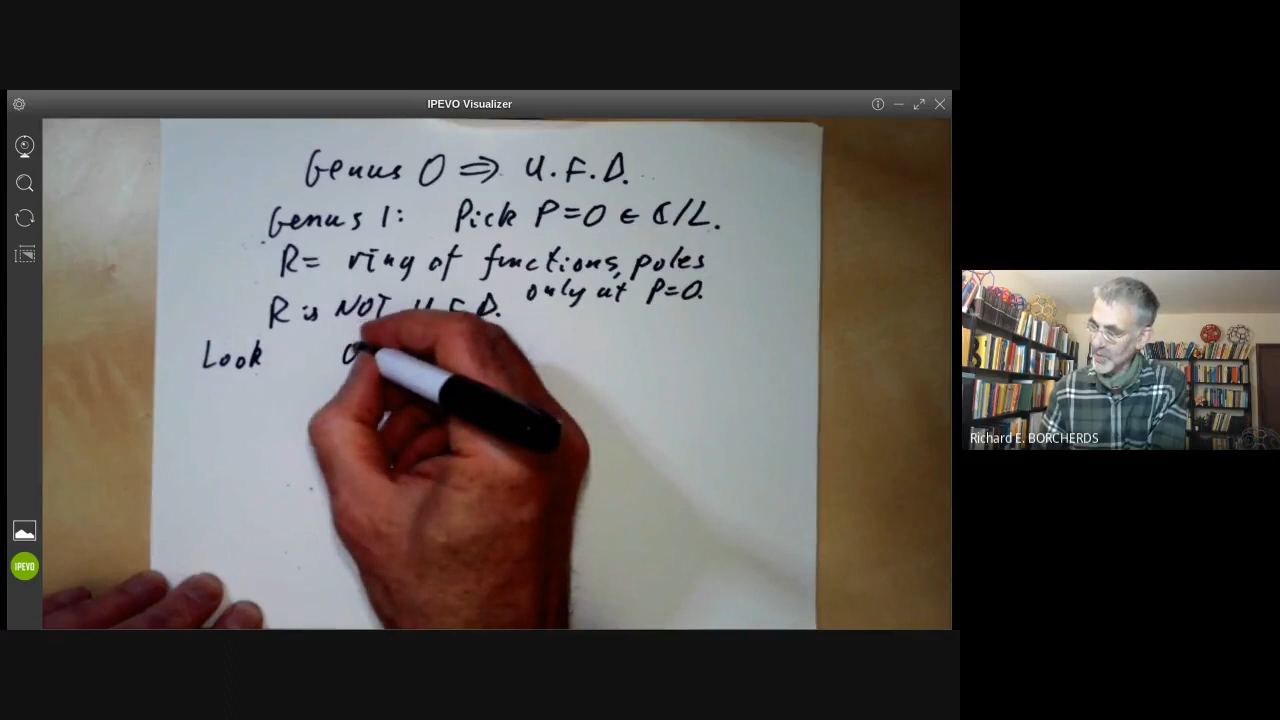 IPEVO Visualizer
Genus 0 ⇒ U.F.D.
Genus 1: Pick P=0 ∈ ℂ/L.
R= ring of functions, poles
only at P=0.
R is NOT U.F.D.
Look
IPEVO
Richard E. BORCHERDS